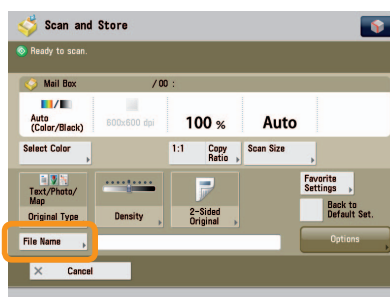 Scan and Store
Ready to scan.
Mail Box / 00 :
Auto
(Color/Black)
600x600 dpi
100 %
Auto
Select Color
1:1 Copy
Ratio
Scan Size
Text/Photo/
Map
Original Type
Density
2-Sided
Original
Favorite
Settings
Back to
Default Set.
File Name
Options
× Cancel